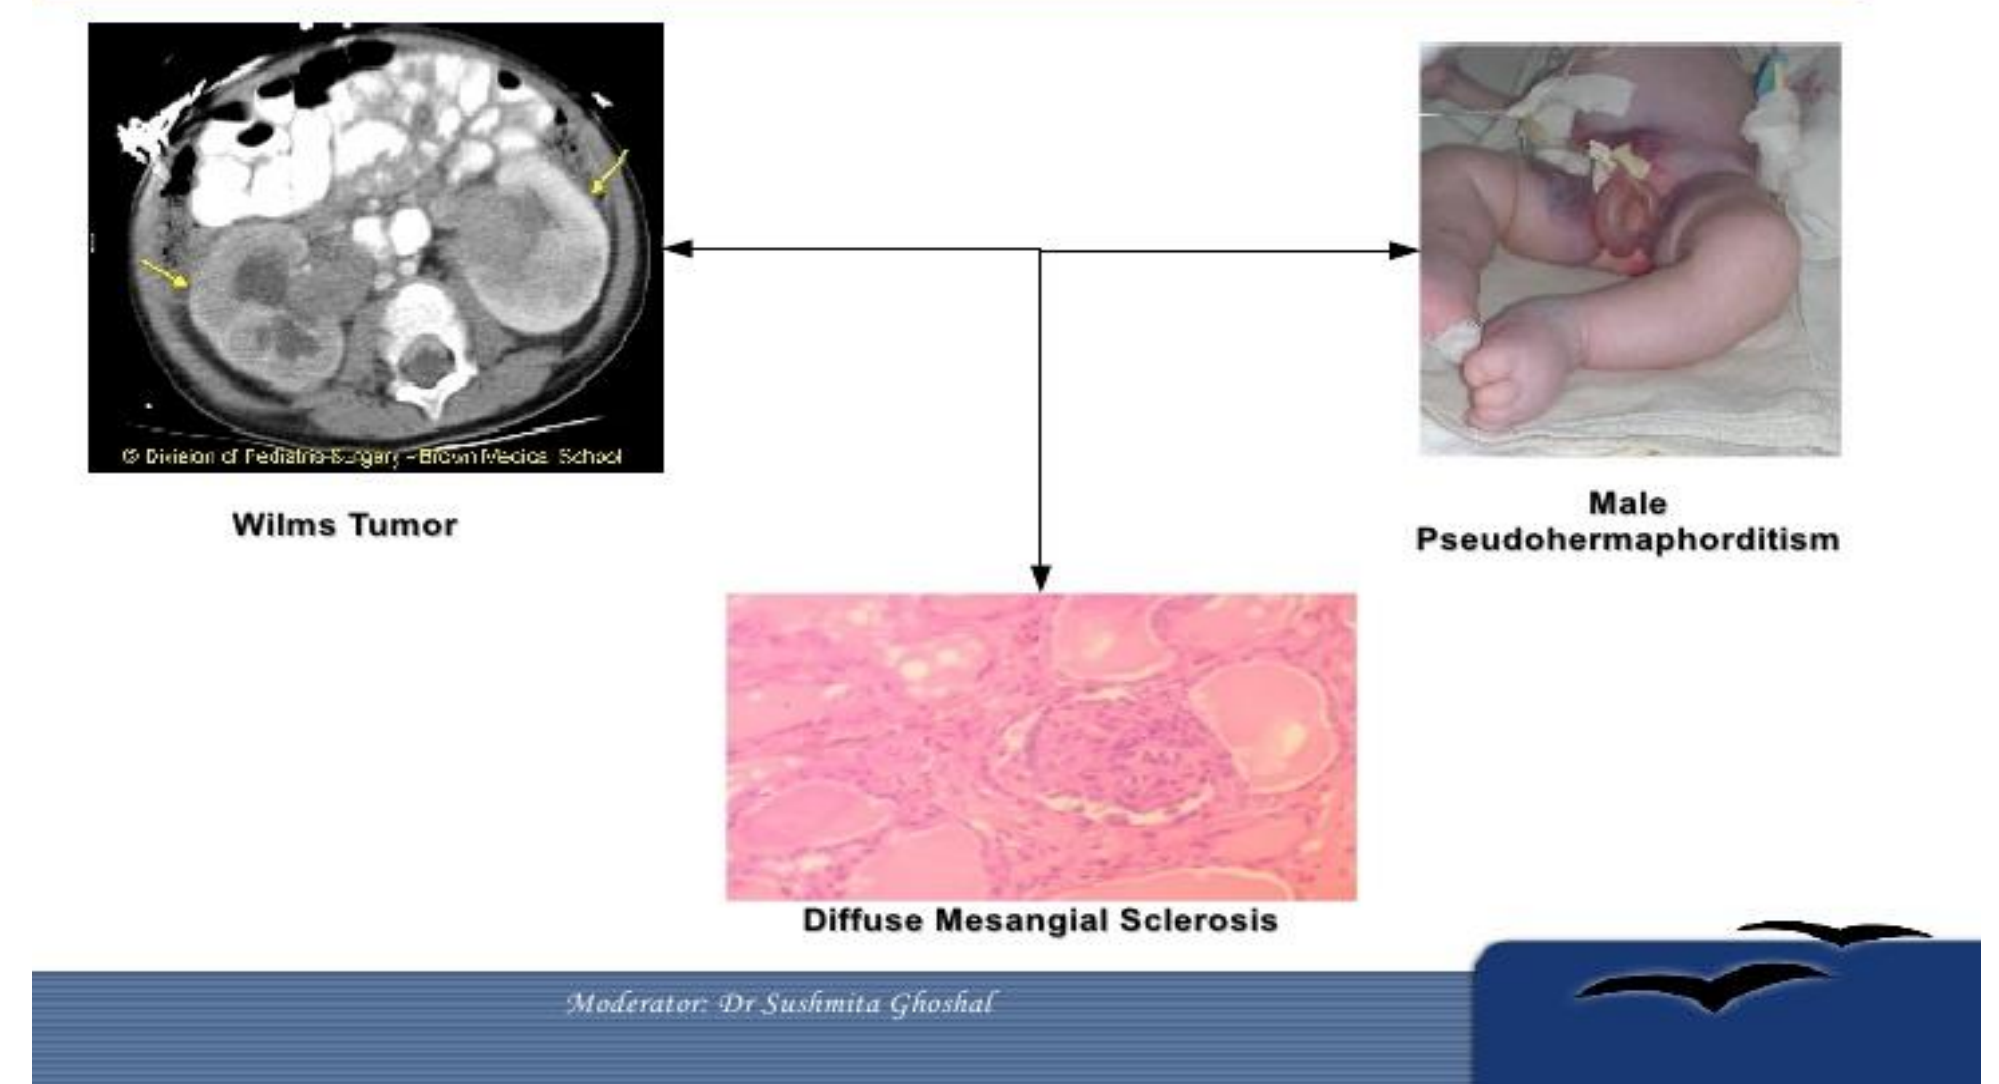 © Division of Pediatric Surgery - Brown Medical School
Wilms Tumor
Male
Pseudohermaphorditism
Diffuse Mesangial Sclerosis
Moderator: Dr Sushmita Ghoshal